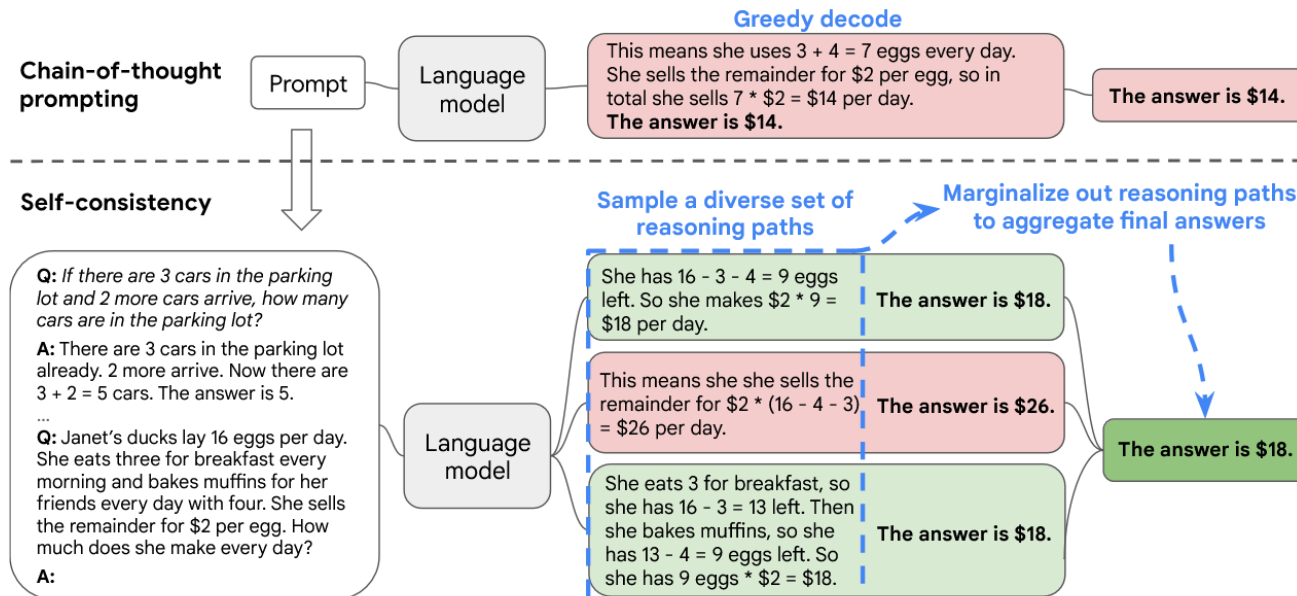 Greedy decode
Chain-of-thought
prompting
Prompt
Language
model
This means she uses 3 + 4 = 7 eggs every day.
She sells the remainder for $2 per egg, so in
total she sells 7 * $2 = $14 per day.
The answer is $14.
The answer is $14.
Self-consistency
Sample a diverse set of
reasoning paths
Marginalize out reasoning paths
to aggregate final answers
Q: If there are 3 cars in the parking
lot and 2 more cars arrive, how many
cars are in the parking lot?
A: There are 3 cars in the parking lot
already. 2 more arrive. Now there are
3 + 2 = 5 cars. The answer is 5.
...
Q: Janet's ducks lay 16 eggs per day.
She eats three for breakfast every
morning and bakes muffins for her
friends every day with four. She sells
the remainder for $2 per egg. How
much does she make every day?
A:
Language
model
She has 16 - 3 - 4 = 9 eggs
left. So she makes $2 * 9 =
$18 per day.
The answer is $18.
This means she she sells the
remainder for $2 * (16 - 4 - 3)
= $26 per day.
The answer is $26.
She eats 3 for breakfast, so
she has 16 - 3 = 13 left. Then
she bakes muffins, so she
has 13 - 4 = 9 eggs left. So
she has 9 eggs * $2 = $18.
The answer is $18.
The answer is $18.